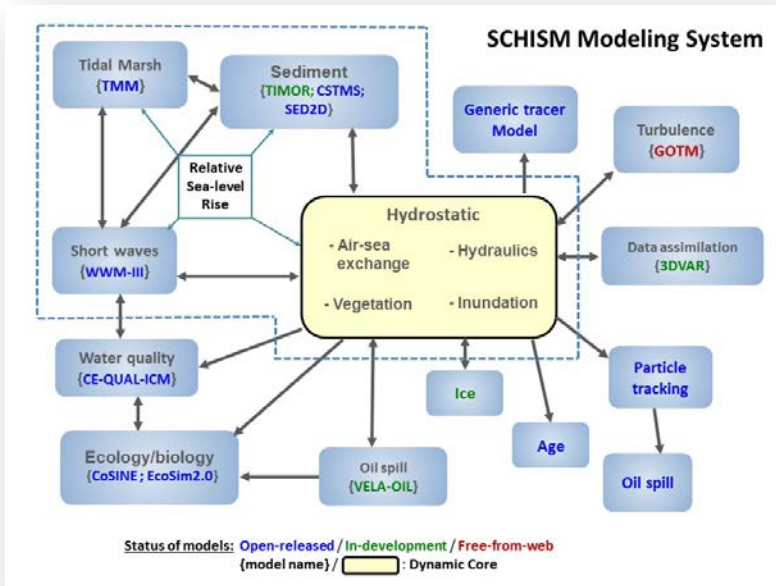 SCHISM Modeling System
Tidal Marsh
{TMM}
Sediment
{TIMOR; CSTMS;
SED2D}
Generic tracer
Model
Turbulence
{GOTM}
Relative
Sea-level
Rise
Hydrostatic
- Air-sea
exchange
- Hydraulics
- Vegetation
- Inundation
Short waves
{WWM-III}
Data assimilation
{3DVAR}
Water quality
{CE-QUAL-ICM}
Ice
Particle
tracking
Ecology/biology
{CoSINE ; EcoSim2.0}
Oil spill
{VELA-OIL}
Age
Oil spill
Status of models: Open-released / In-development / Free-from-web
{model name} / : Dynamic Core